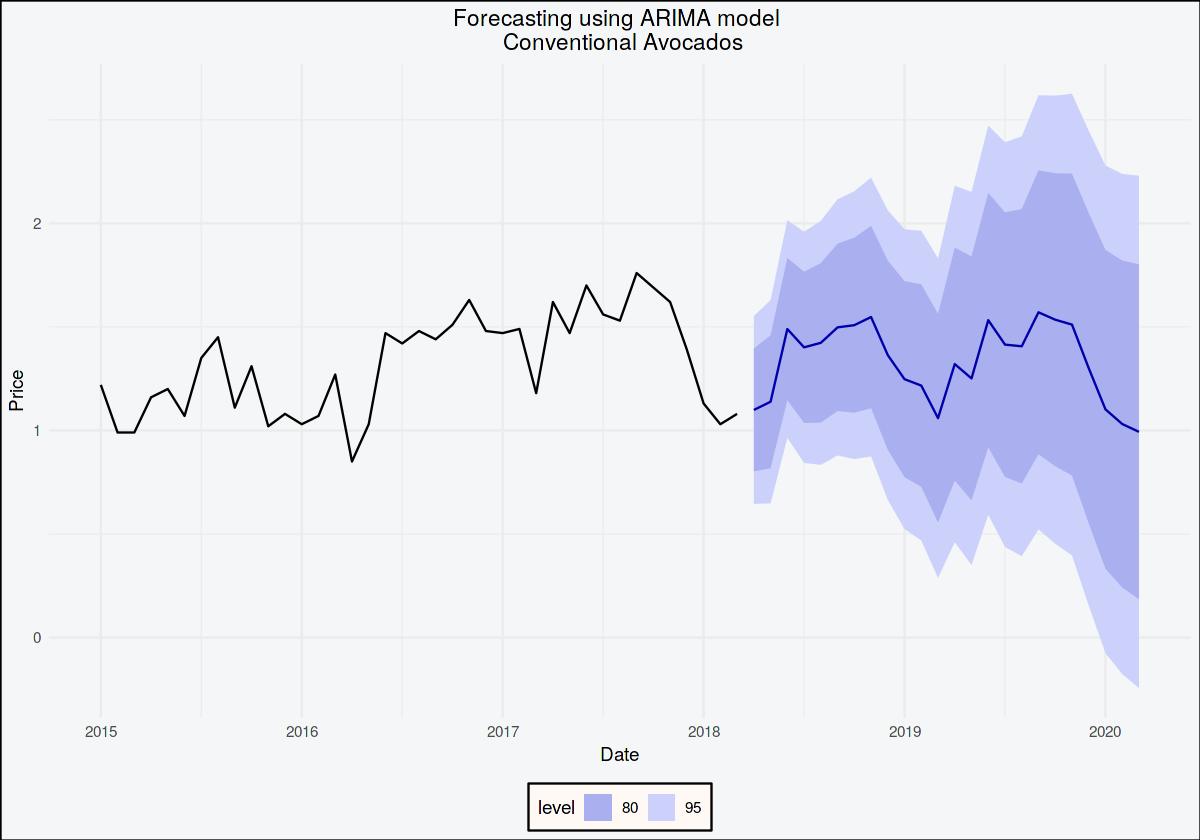 Forecasting using ARIMA model
Conventional Avocados
Price
2
1
0
2015 2016 2017 2018 2019 2020
Date
level 80 95